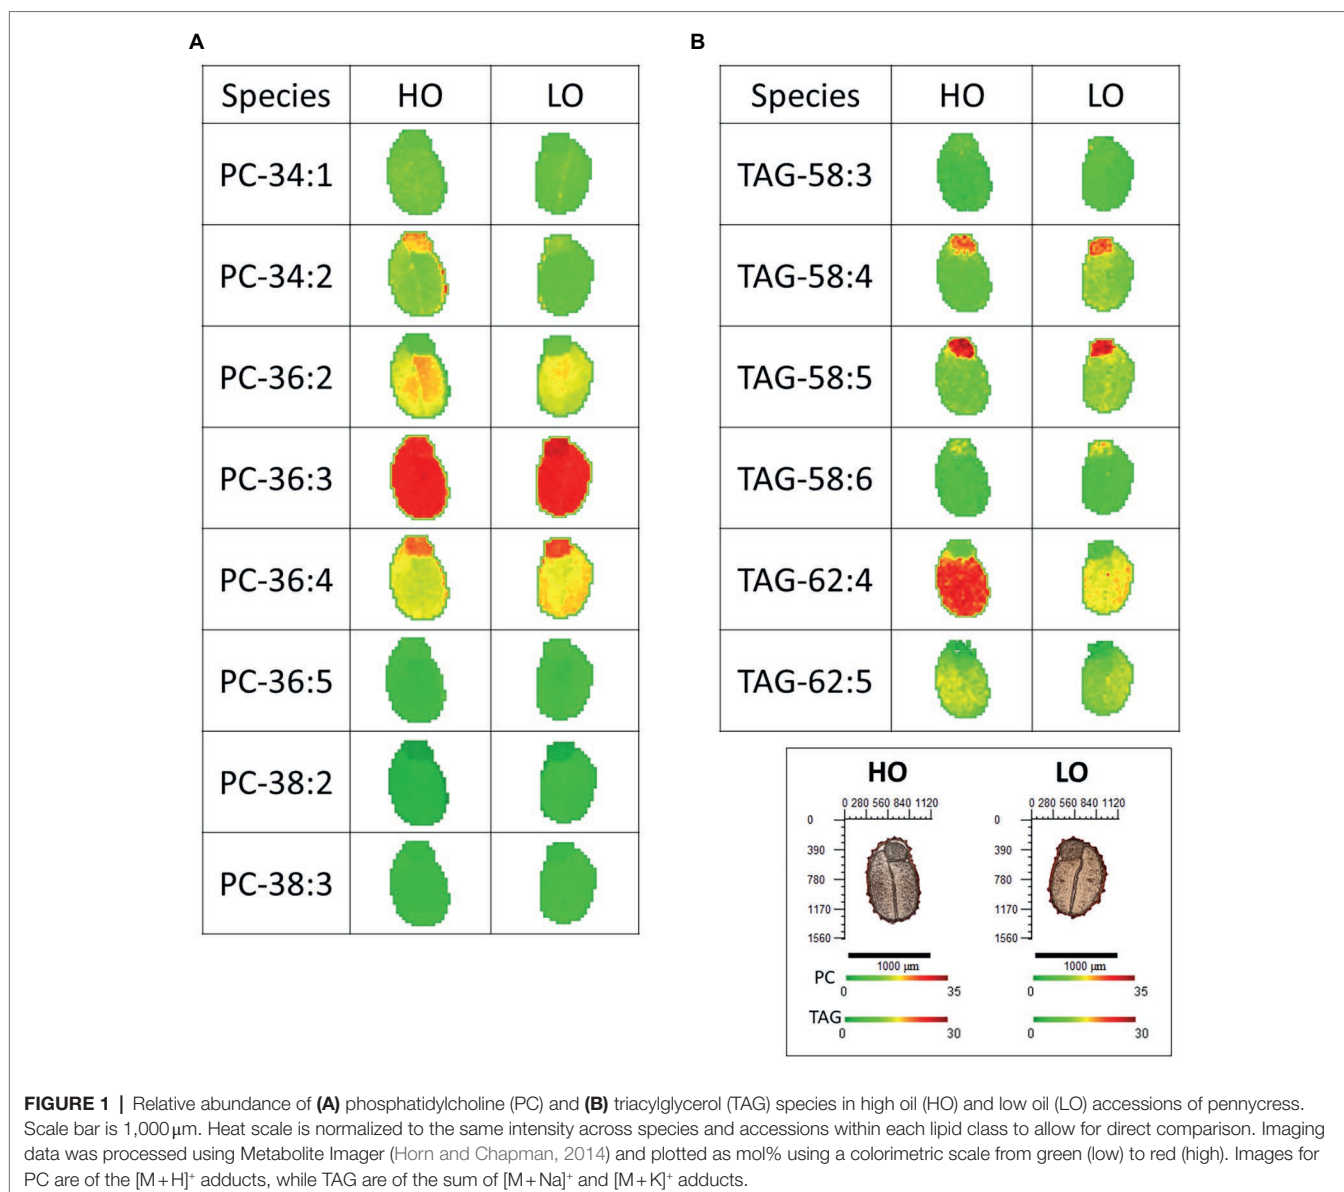 A
Species HO LO
PC-34:1
PC-34:2
PC-36:2
PC-36:3
PC-36:4
PC-36:5
PC-38:2
PC-38:3
B
Species HO LO
TAG-58:3
TAG-58:4
TAG-58:5
TAG-58:6
TAG-62:4
TAG-62:5
HO LO
0 280 560 840 1120 0 280 560 840 1120
0 0
390 390
780 780
1170 1170
1560 1560
1000 μm 1000 μm
PC
0 35 0 35
TAG
0 30 0 30
FIGURE 1 | Relative abundance of (A) phosphatidylcholine (PC) and (B) triacylglycerol (TAG) species in high oil (HO) and low oil (LO) accessions of pennycress.
Scale bar is 1,000 μm. Heat scale is normalized to the same intensity across species and accessions within each lipid class to allow for direct comparison. Imaging
data was processed using Metabolite Imager (Horn and Chapman, 2014) and plotted as mol% using a colorimetric scale from green (low) to red (high). Images for
PC are of the [M + H]⁺ adducts, while TAG are of the sum of [M + Na]⁺ and [M + K]⁺ adducts.